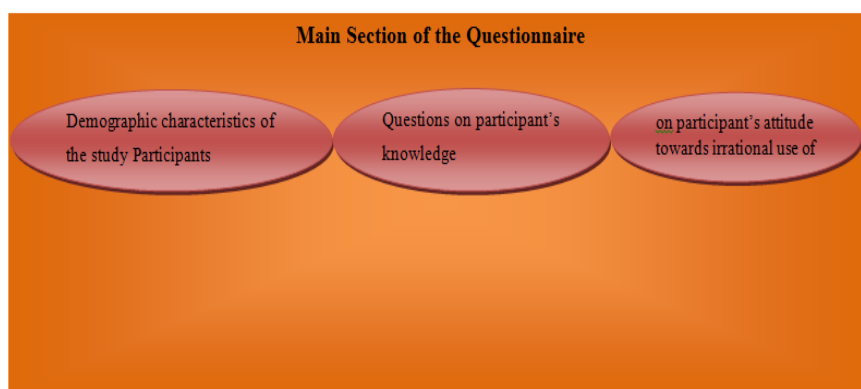 Main Section of the Questionnaire
Demographic characteristics of
the study Participants
Questions on participant's
knowledge
on participant's attitude
towards irrational use of